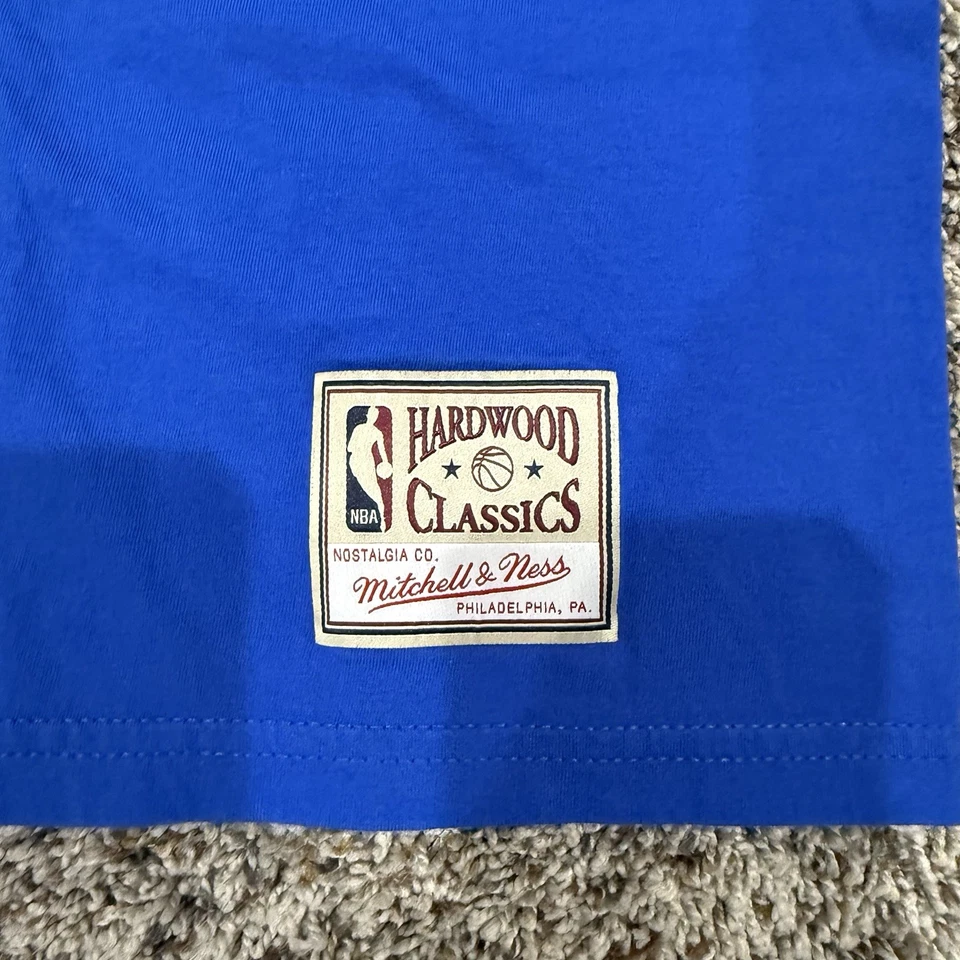 HARDWOOD
CLASSICS
NBA
NOSTALGIA CO.
Mitchell & Ness
PHILADELPHIA, PA.